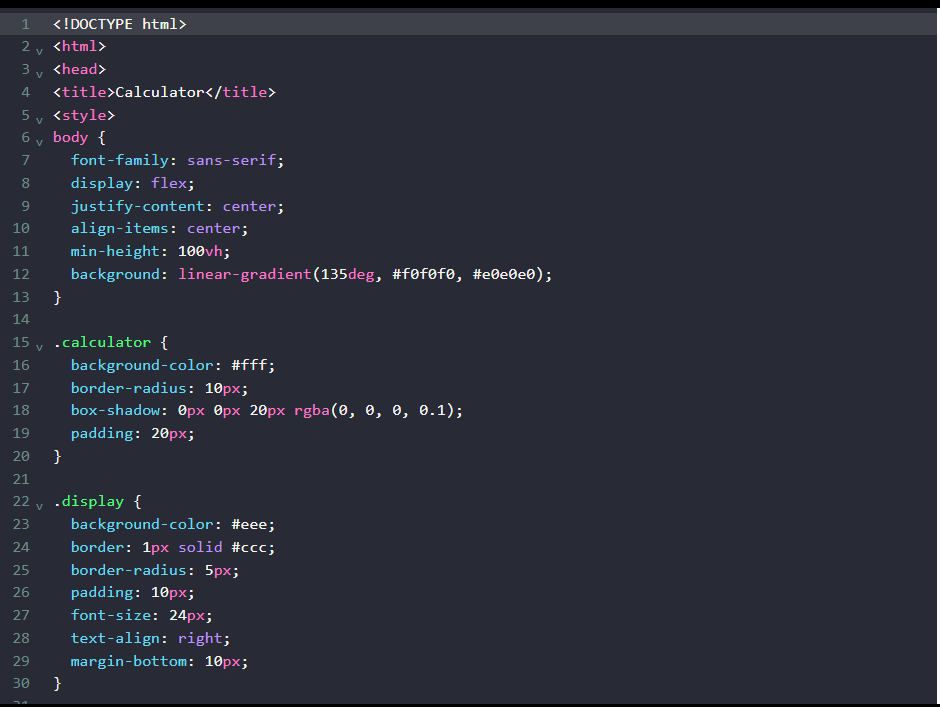 1 <!DOCTYPE html>
2 <html>
3 <head>
4 <title>Calculator</title>
5 <style>
6 body {
7   font-family: sans-serif;
8   display: flex;
9   justify-content: center;
10   align-items: center;
11   min-height: 100vh;
12   background: linear-gradient(135deg, #f0f0f0, #e0e0e0);
13 }
14
15 .calculator {
16   background-color: #fff;
17   border-radius: 10px;
18   box-shadow: 0px 0px 20px rgba(0, 0, 0, 0.1);
19   padding: 20px;
20 }
21
22 .display {
23   background-color: #eee;
24   border: 1px solid #ccc;
25   border-radius: 5px;
26   padding: 10px;
27   font-size: 24px;
28   text-align: right;
29   margin-bottom: 10px;
30 }